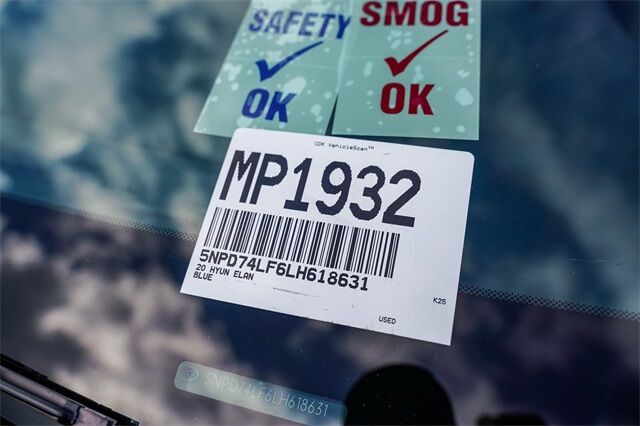 SAFETY
OK
SMOG
OK
CDK VehicleScan™
MP1932
5NPD74LF6LH618631
20 HYUN ELAN
BLUE
K25
USED
5NPD74LF6LH618631